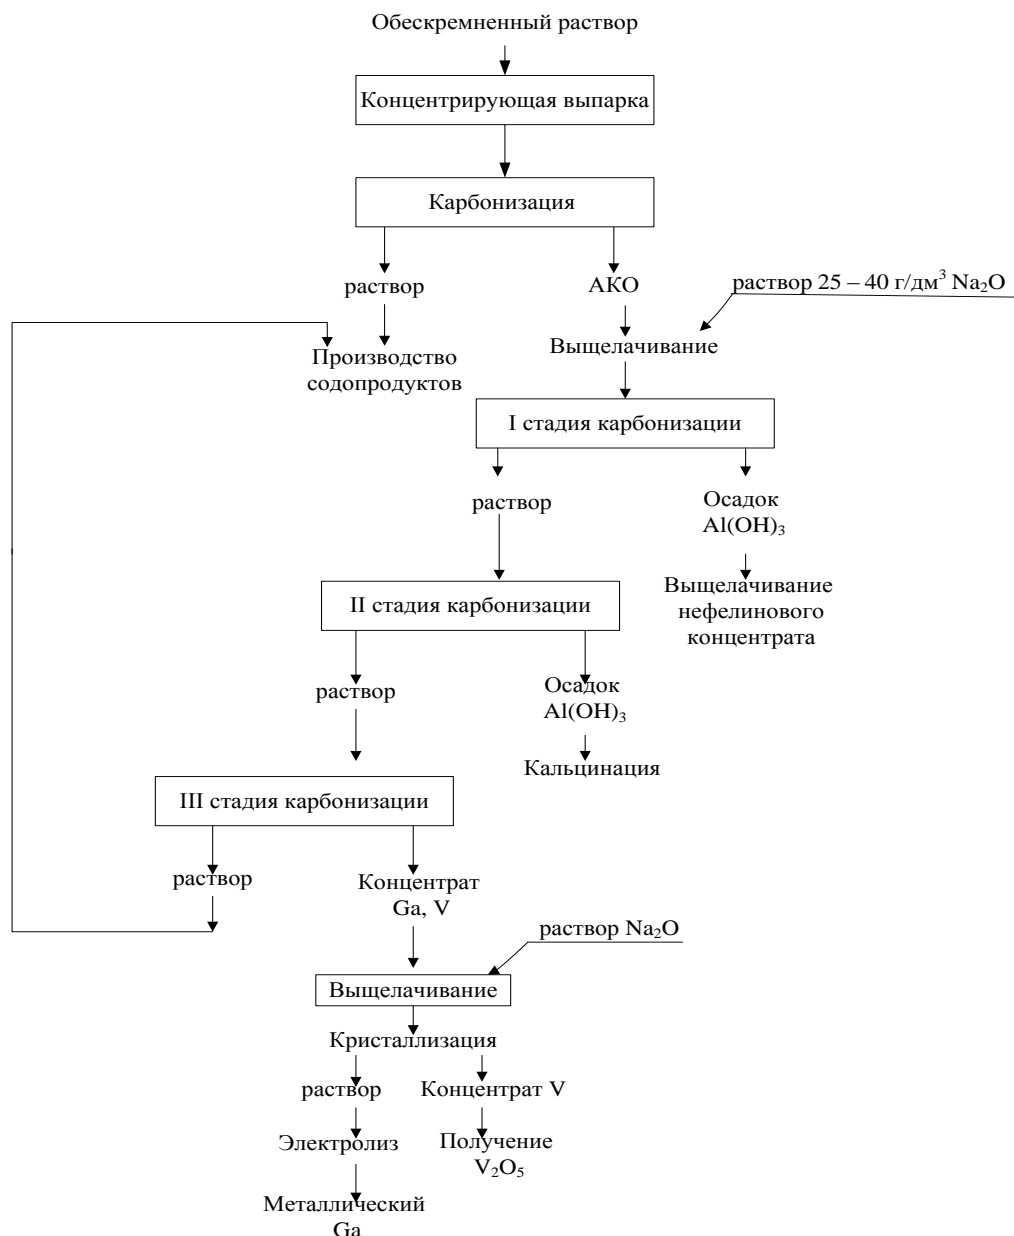 Обескремненный раствор
Концентрирующая выпарка
Карбонизация
раствор
АКО
раствор 25 – 40 г/дм³ Na₂O
Производство
содопродуктов
Выщелачивание
I стадия карбонизации
раствор
Осадок
Al(OH)₃
Выщелачивание
нефелинового
концентрата
II стадия карбонизации
раствор
Осадок
Al(OH)₃
Кальцинация
III стадия карбонизации
раствор
Концентрат
Ga, V
раствор Na₂O
Выщелачивание
Кристаллизация
раствор
Концентрат V
Электролиз
Получение
V₂O₅
Металлический
Ga